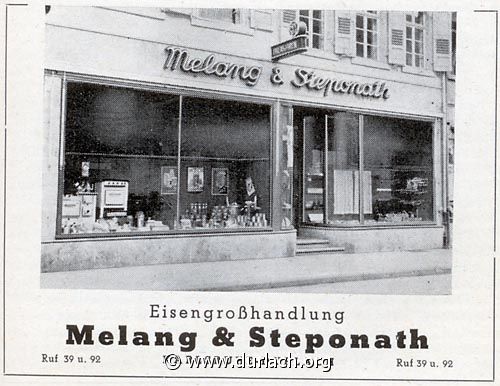 Melang & Steponath
Eisengroßhandlung
Melang & Steponath
Ruf 39 u. 92 Ruf 39 u. 92
© www.durlach.org